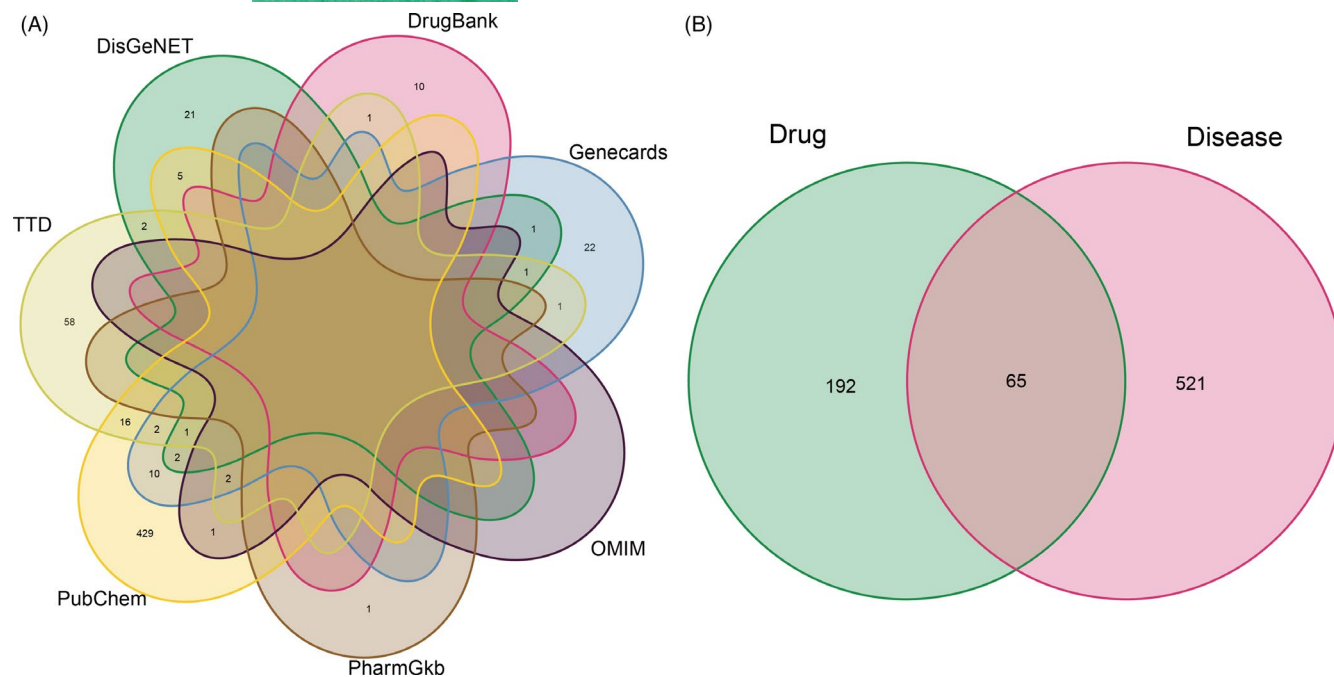 (A)
DrugBank
(B)
DisGeNET
10
21
1
Drug
Disease
Genecards
5
1
22
TTD
2
1
1
58
192
65
521
16
2
1
2
10
2
429
1
OMIM
PubChem
1
PharmGkb